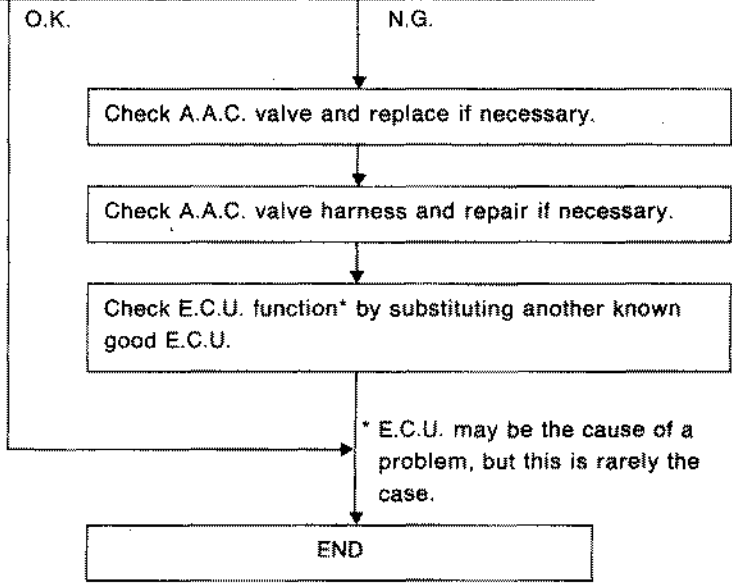 O.K.
N.G.
Check A.A.C. valve and replace if necessary.
Check A.A.C. valve harness and repair if necessary.
Check E.C.U. function* by substituting another known
good E.C.U.
* E.C.U. may be the cause of a
problem, but this is rarely the
case.
END